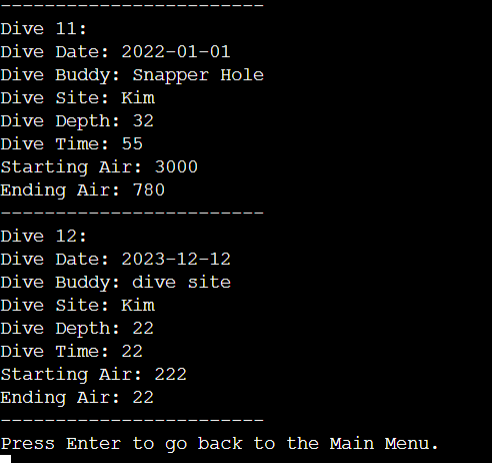 ------------------------
Dive 11:
Dive Date: 2022-01-01
Dive Buddy: Snapper Hole
Dive Site: Kim
Dive Depth: 32
Dive Time: 55
Starting Air: 3000
Ending Air: 780
------------------------
Dive 12:
Dive Date: 2023-12-12
Dive Buddy: dive site
Dive Site: Kim
Dive Depth: 22
Dive Time: 22
Starting Air: 222
Ending Air: 22
------------------------
Press Enter to go back to the Main Menu.